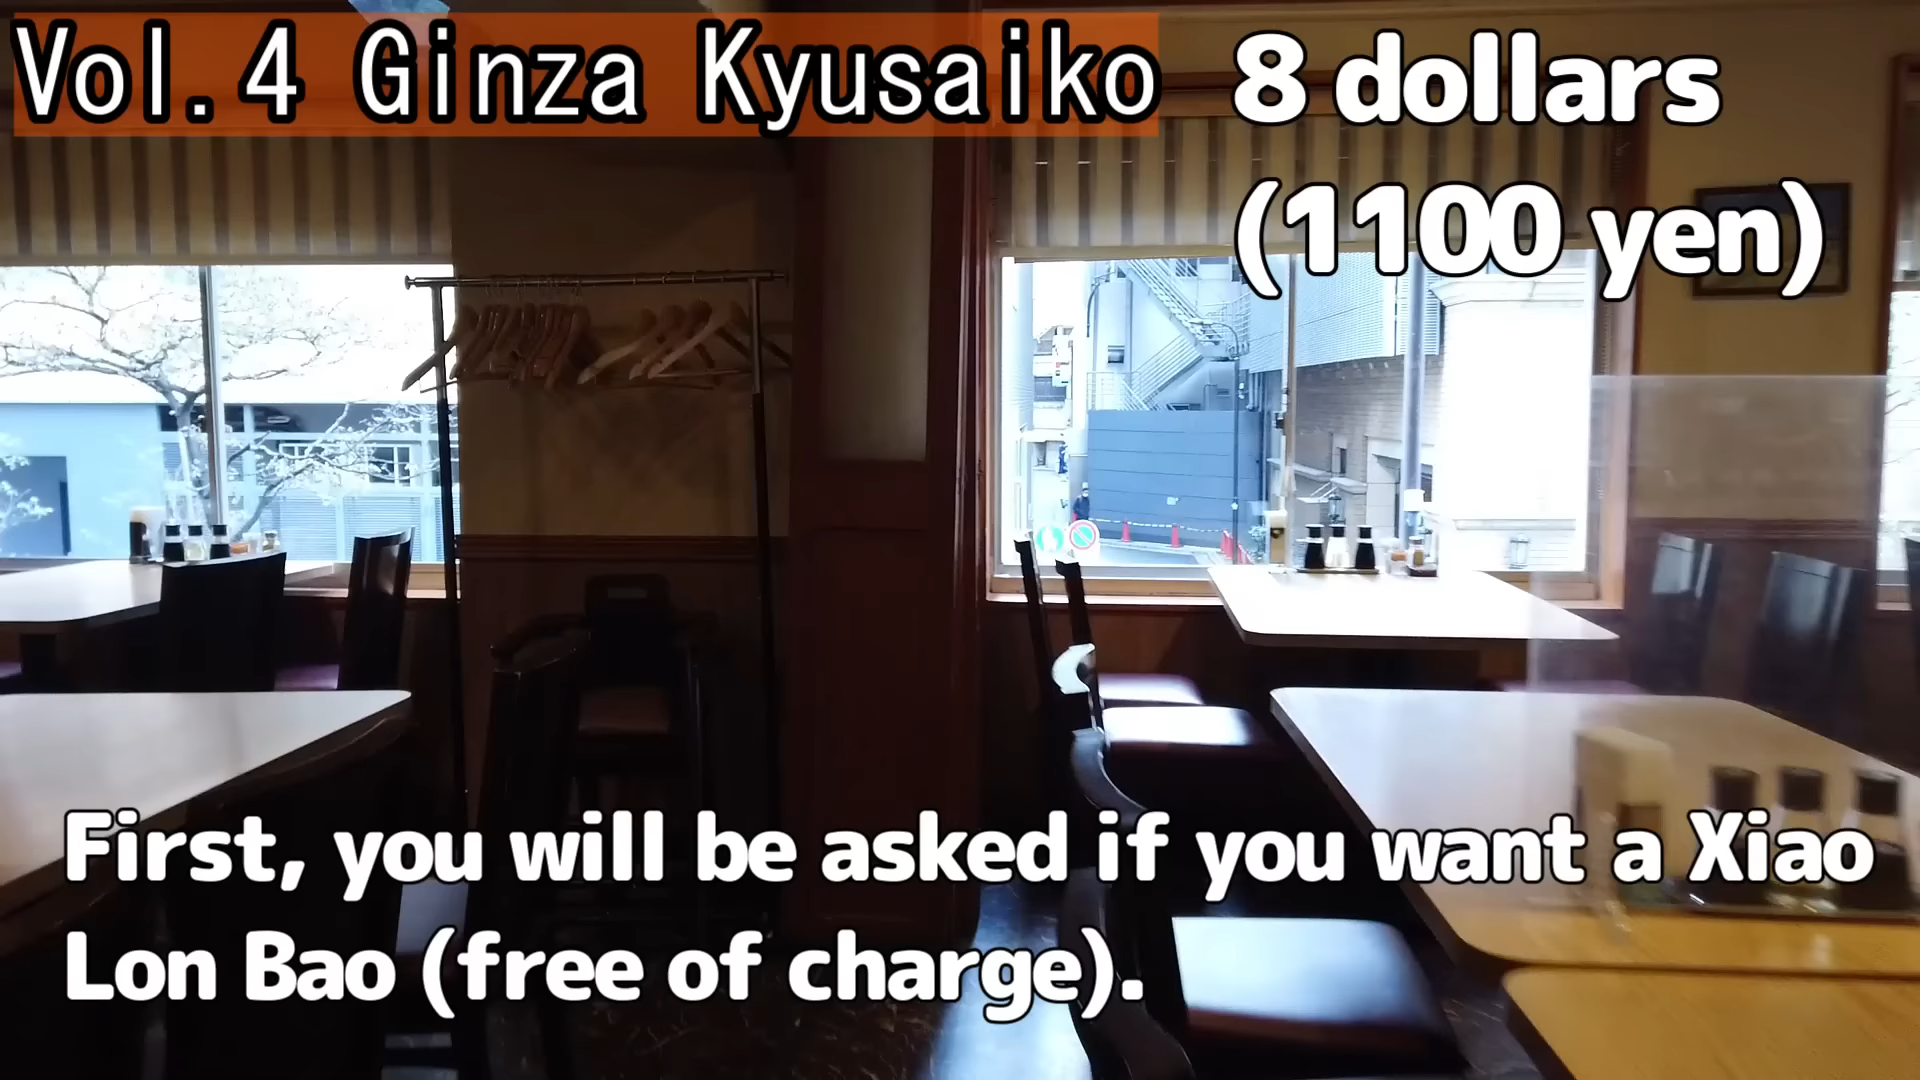 Vol.4 Ginza Kyusaiko
8 dollars
(1100 yen)
First, you will be asked if you want a Xiao
Lon Bao (free of charge).